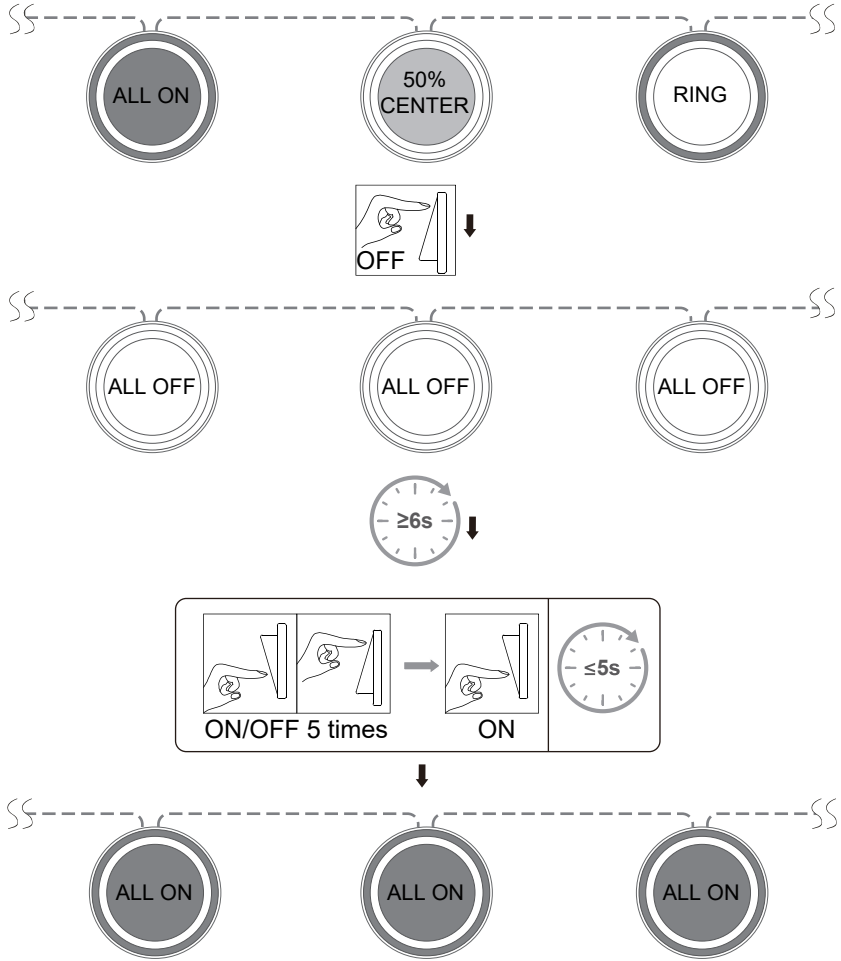 ALL ON
50%
CENTER
RING
OFF
ALL OFF
ALL OFF
ALL OFF
≥6s
ON/OFF 5 times
ON
≤5s
ALL ON
ALL ON
ALL ON